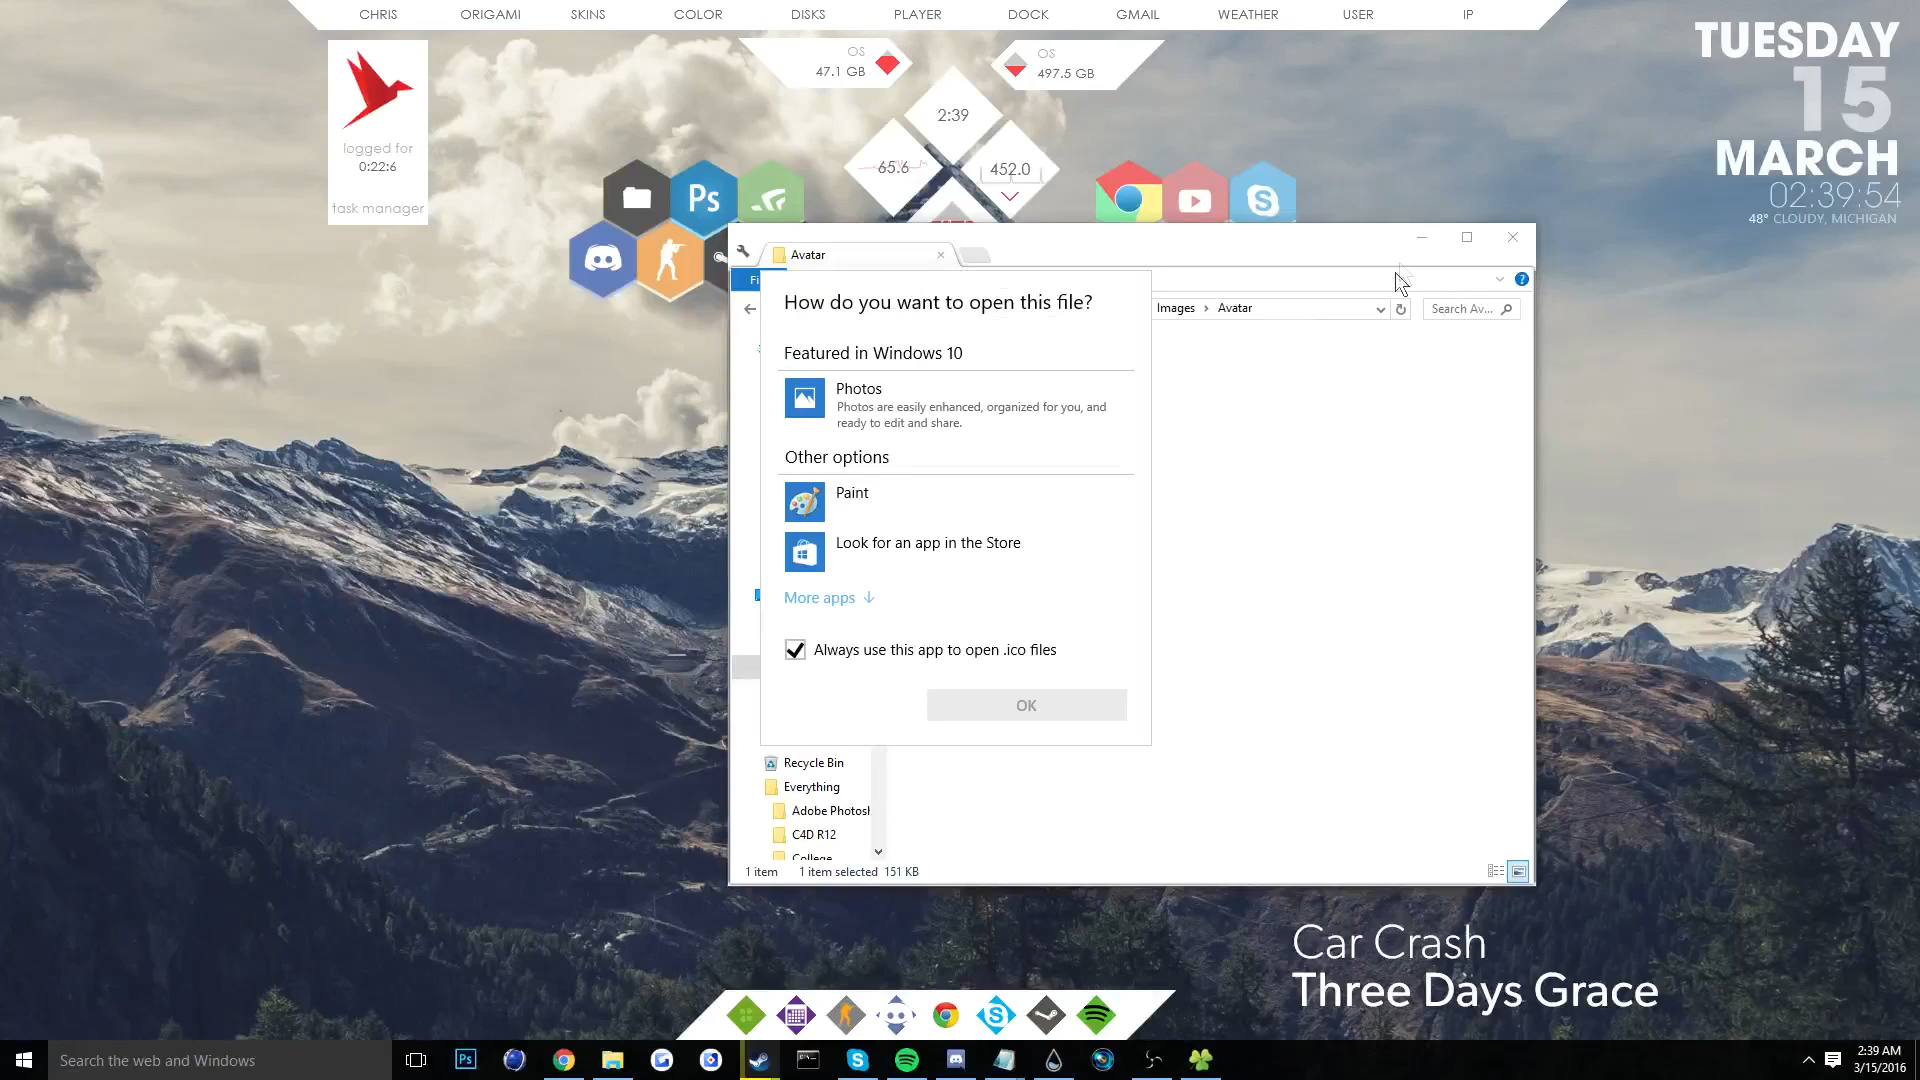 CHRIS ORIGAMI SKINS COLOR DISKS PLAYER DOCK GMAIL WEATHER USER IP
TUESDAY
15
MARCH
02:39:54
48° CLOUDY, MICHIGAN
logged for
0:22:6
task manager
OS
47.1 GB
OS
497.5 GB
2:39
65.6
452.0
Ps
Avatar
Images > Avatar
Search Av...
How do you want to open this file?
Featured in Windows 10
Photos
Photos are easily enhanced, organized for you, and
ready to edit and share.
Other options
Paint
Look for an app in the Store
More apps
Always use this app to open .ico files
OK
Recycle Bin
Everything
Adobe Photosh
C4D R12
College
1 item 1 item selected 151 KB
Car Crash
Three Days Grace
Search the web and Windows
Ps
2:39 AM
3/15/2016